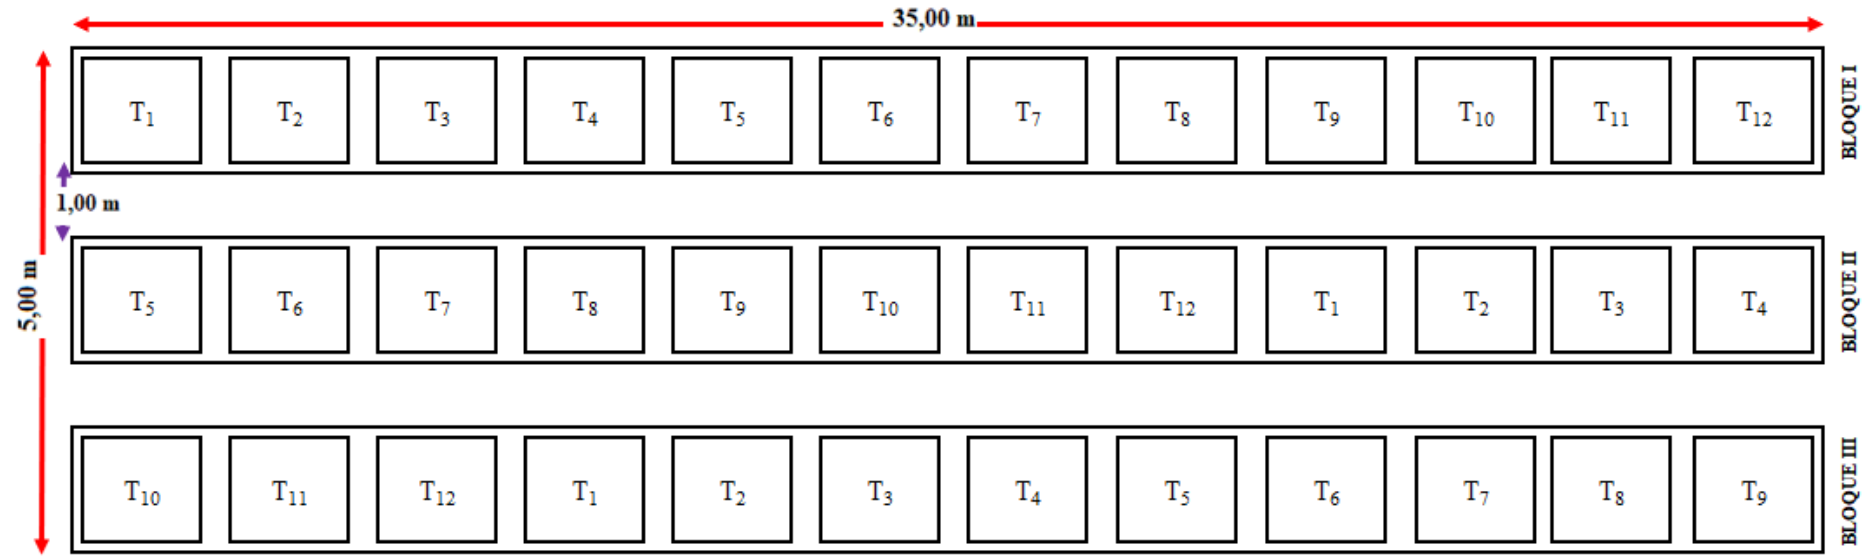 35,00 m
T₁ T₂ T₃ T₄ T₅ T₆ T₇ T₈ T₉ T₁₀ T₁₁ T₁₂
BLOQUE I
1,00 m
5,00 m
T₅ T₆ T₇ T₈ T₉ T₁₀ T₁₁ T₁₂ T₁ T₂ T₃ T₄
BLOQUE II
T₁₀ T₁₁ T₁₂ T₁ T₂ T₃ T₄ T₅ T₆ T₇ T₈ T₉
BLOQUE III